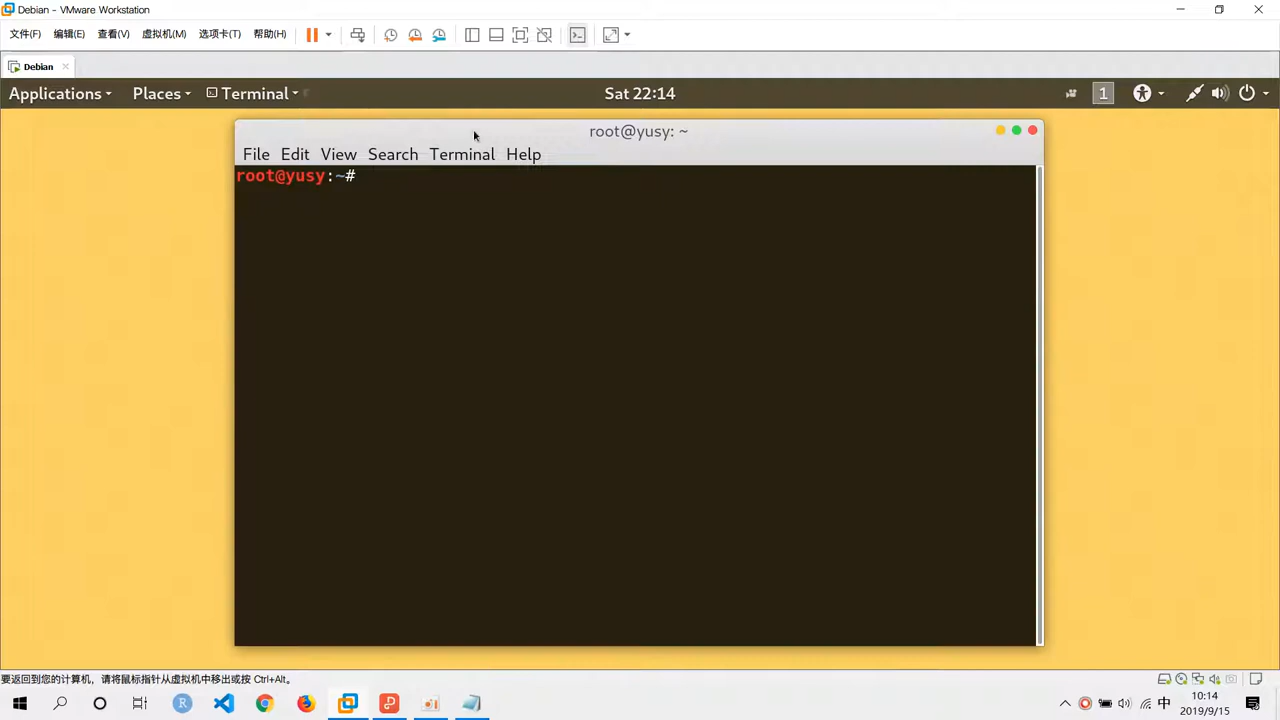 Debian - VMware Workstation
文件(F) 编辑(E) 查看(V) 虚拟机(M) 选项卡(T) 帮助(H)
Debian
Applications Places Terminal Sat 22:14 1
root@yusy: ~
File Edit View Search Terminal Help
root@yusy:~#
要返回到您的计算机，请将鼠标指针从虚拟机中移出或按 Ctrl+Alt。
R 中 10:14
2019/9/15